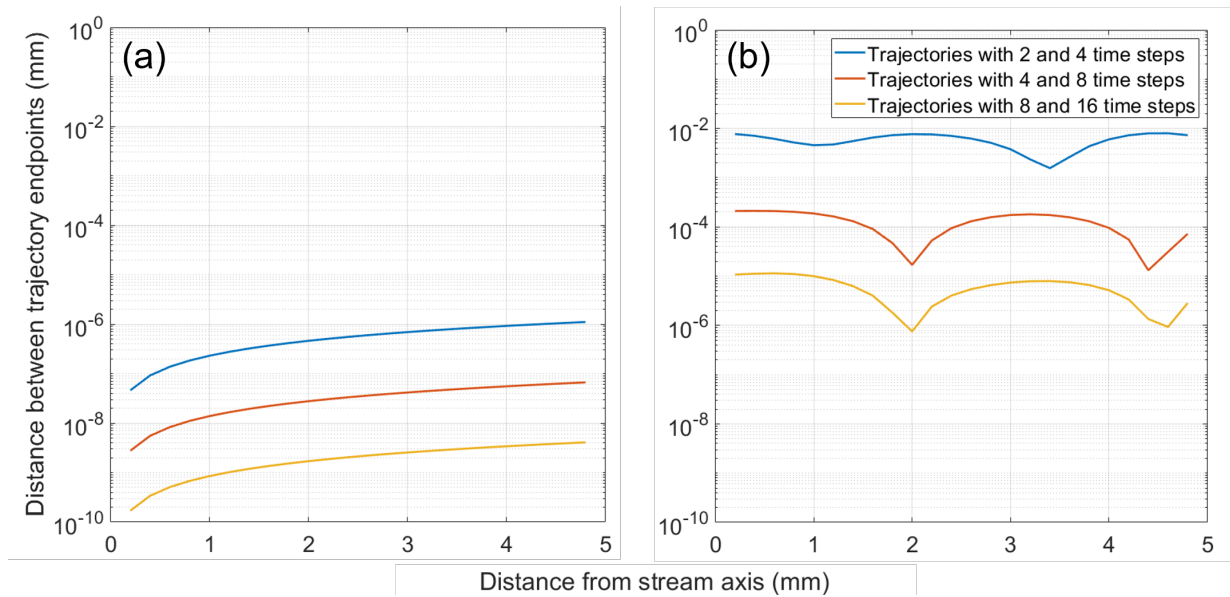 (a)
Distance between trajectory endpoints (mm)
10^0
10^-2
10^-4
10^-6
10^-8
10^-10
0 1 2 3 4 5
(b)
Trajectories with 2 and 4 time steps
Trajectories with 4 and 8 time steps
Trajectories with 8 and 16 time steps
10^0
10^-2
10^-4
10^-6
10^-8
10^-10
0 1 2 3 4 5
Distance from stream axis (mm)